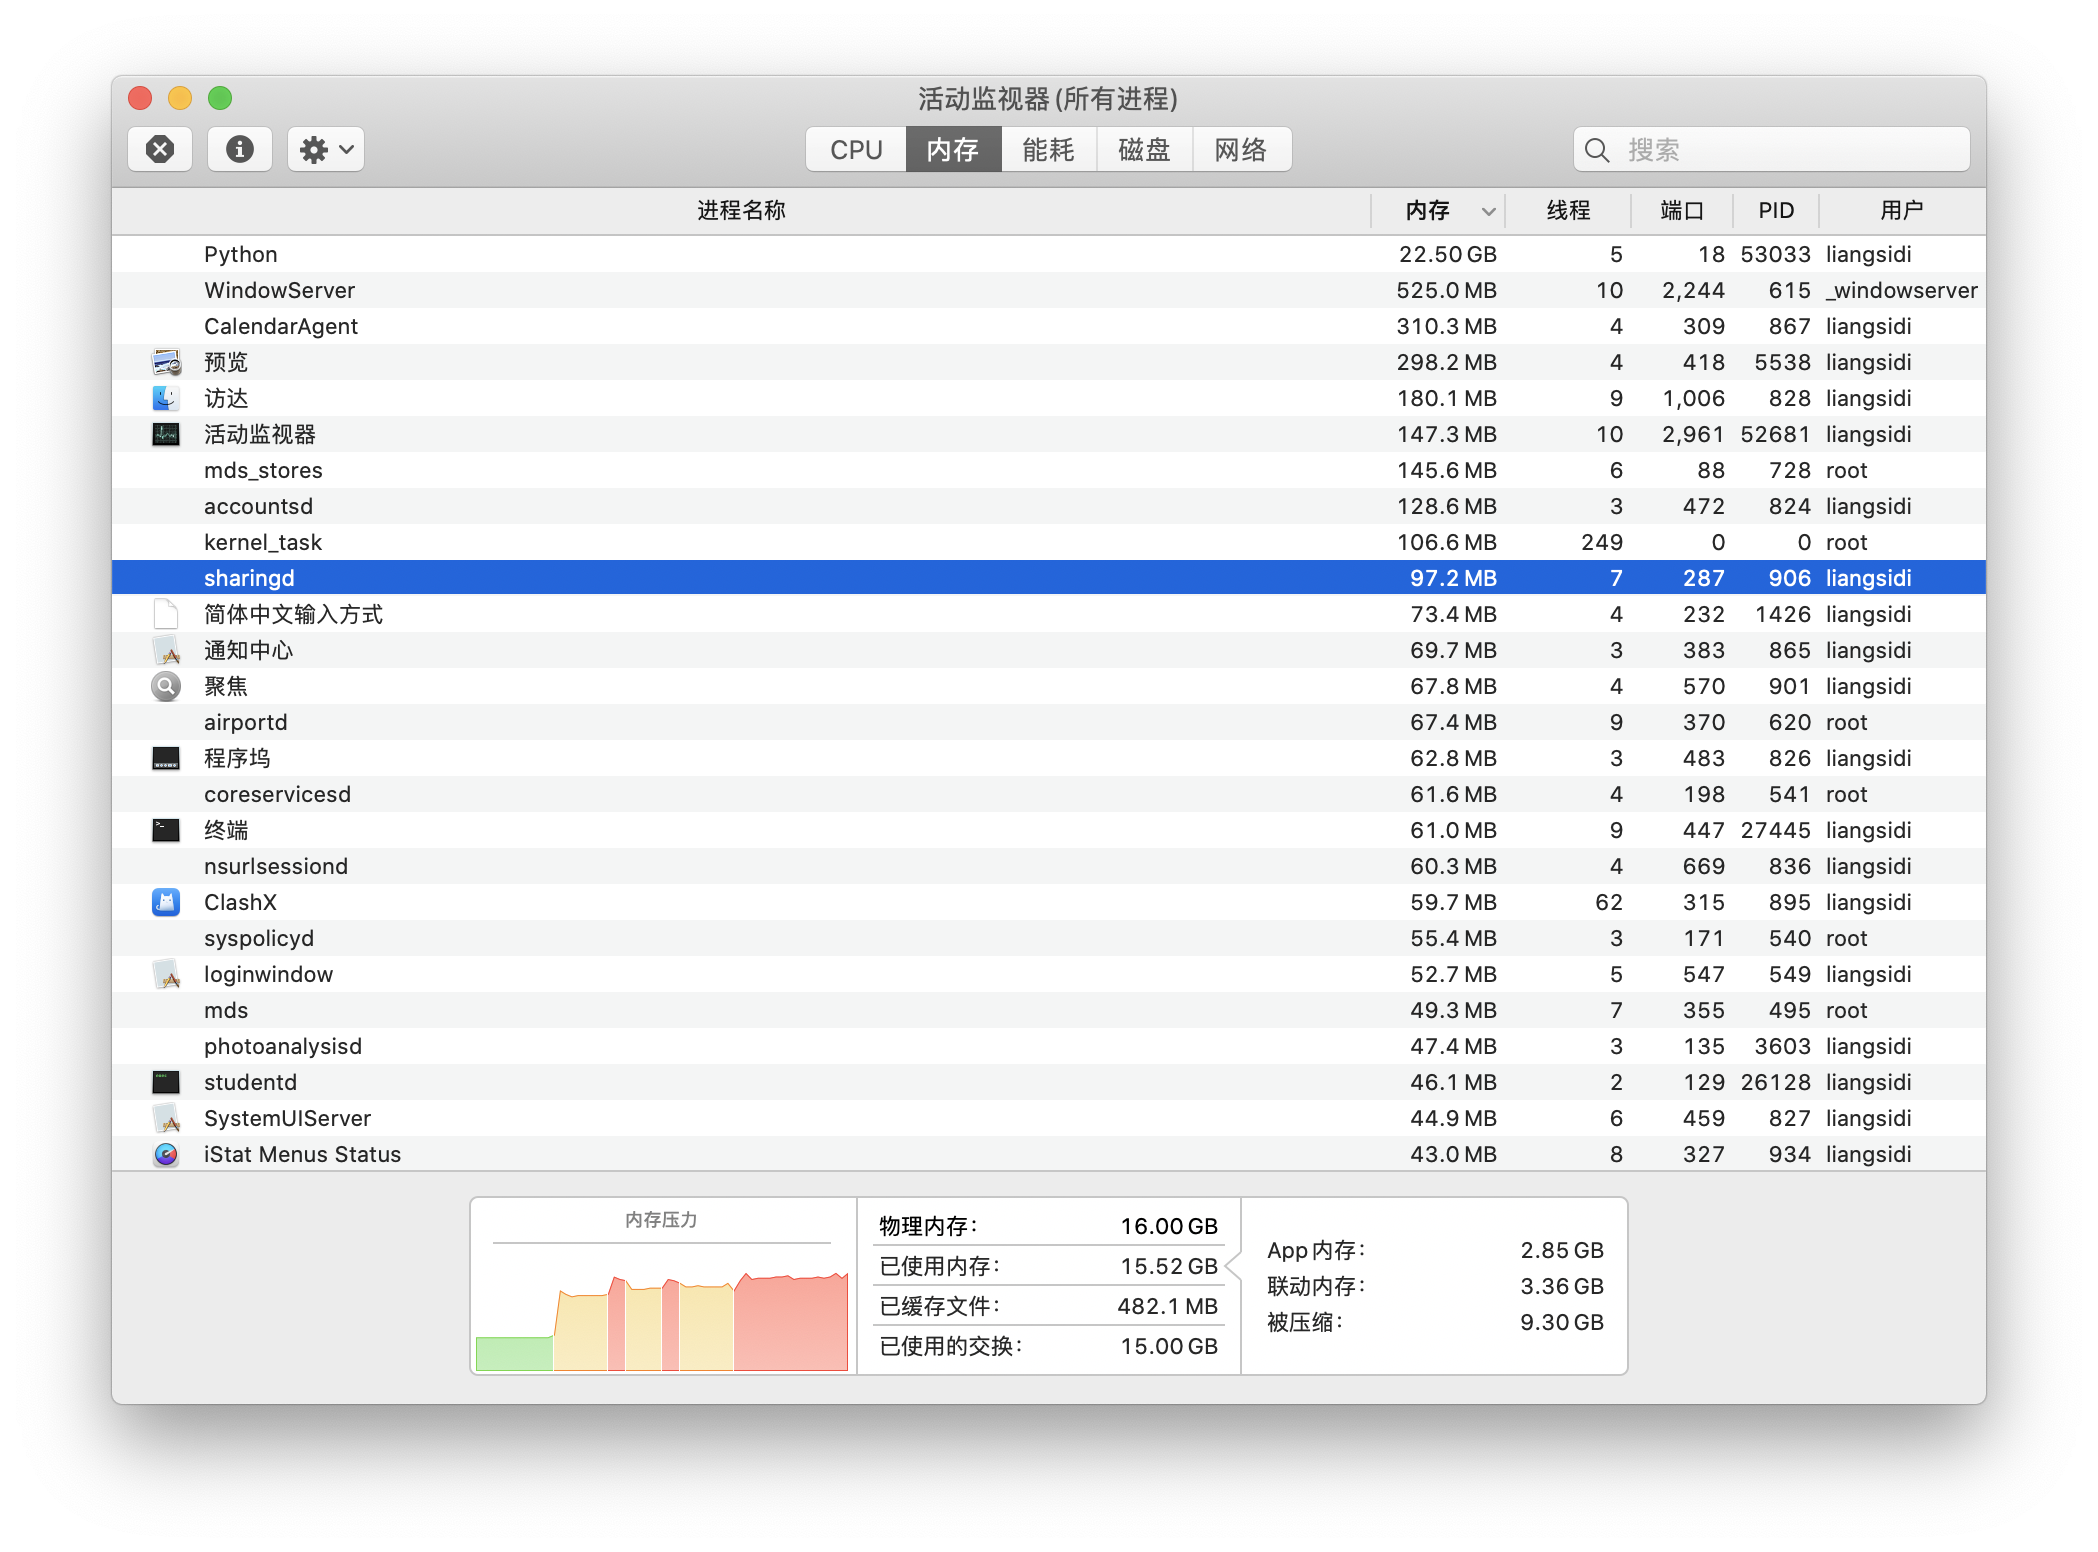 活动监视器 (所有进程)
CPU 内存 能耗 磁盘 网络 搜索
进程名称 内存 线程 端口 PID 用户
Python 22.50 GB 5 18 53033 liangsidi
WindowServer 525.0 MB 10 2,244 615 _windowserver
CalendarAgent 310.3 MB 4 309 867 liangsidi
预览 298.2 MB 4 418 5538 liangsidi
访达 180.1 MB 9 1,006 828 liangsidi
活动监视器 147.3 MB 10 2,961 52681 liangsidi
mds_stores 145.6 MB 6 88 728 root
accountsd 128.6 MB 3 472 824 liangsidi
kernel_task 106.6 MB 249 0 0 root
sharingd 97.2 MB 7 287 906 liangsidi
简体中文输入方式 73.4 MB 4 232 1426 liangsidi
通知中心 69.7 MB 3 383 865 liangsidi
聚焦 67.8 MB 4 570 901 liangsidi
airportd 67.4 MB 9 370 620 root
程序坞 62.8 MB 3 483 826 liangsidi
coreservicesd 61.6 MB 4 198 541 root
终端 61.0 MB 9 447 27445 liangsidi
nsurlsessiond 60.3 MB 4 669 836 liangsidi
ClashX 59.7 MB 62 315 895 liangsidi
syspolicyd 55.4 MB 3 171 540 root
loginwindow 52.7 MB 5 547 549 liangsidi
mds 49.3 MB 7 355 495 root
photoanalysisd 47.4 MB 3 135 3603 liangsidi
studentd 46.1 MB 2 129 26128 liangsidi
SystemUIServer 44.9 MB 6 459 827 liangsidi
iStat Menus Status 43.0 MB 8 327 934 liangsidi
内存压力
物理内存: 16.00 GB
已使用内存: 15.52 GB
已缓存文件: 482.1 MB
已使用的交换: 15.00 GB
App 内存: 2.85 GB
联动内存: 3.36 GB
被压缩: 9.30 GB